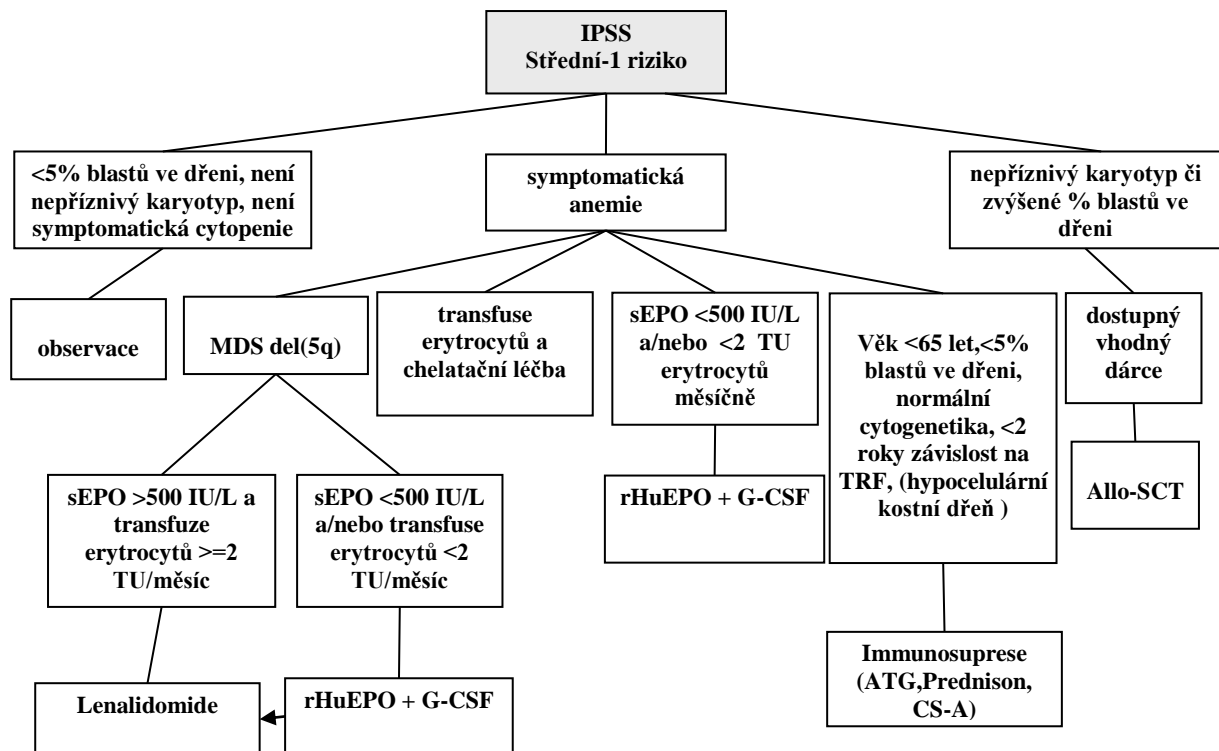 IPSS
Střední-1 riziko
<5% blastů ve dřeni, není
nepříznivý karyotyp, není
symptomatická cytopenie
symptomatická
anemie
nepříznivý karyotyp či
zvýšené % blastů ve
dřeni
observace
MDS del(5q)
transfuse
erytrocytů a
chelatační léčba
sEPO <500 IU/L
a/nebo <2 TU
erytrocytů
měsíčně
Věk <65 let,<5%
blastů ve dřeni,
normální
cytogenetika, <2
roky závislost na
TRF, (hypocelulární
kostní dřeň )
dostupný
vhodný
dárce
sEPO >500 IU/L a
transfuze
erytrocytů >=2
TU/měsíc
sEPO <500 IU/L
a/nebo transfuse
erytrocytů <2
TU/měsíc
rHuEPO + G-CSF
Allo-SCT
Lenalidomide
rHuEPO + G-CSF
Immunosuprese
(ATG,Prednison,
CS-A)